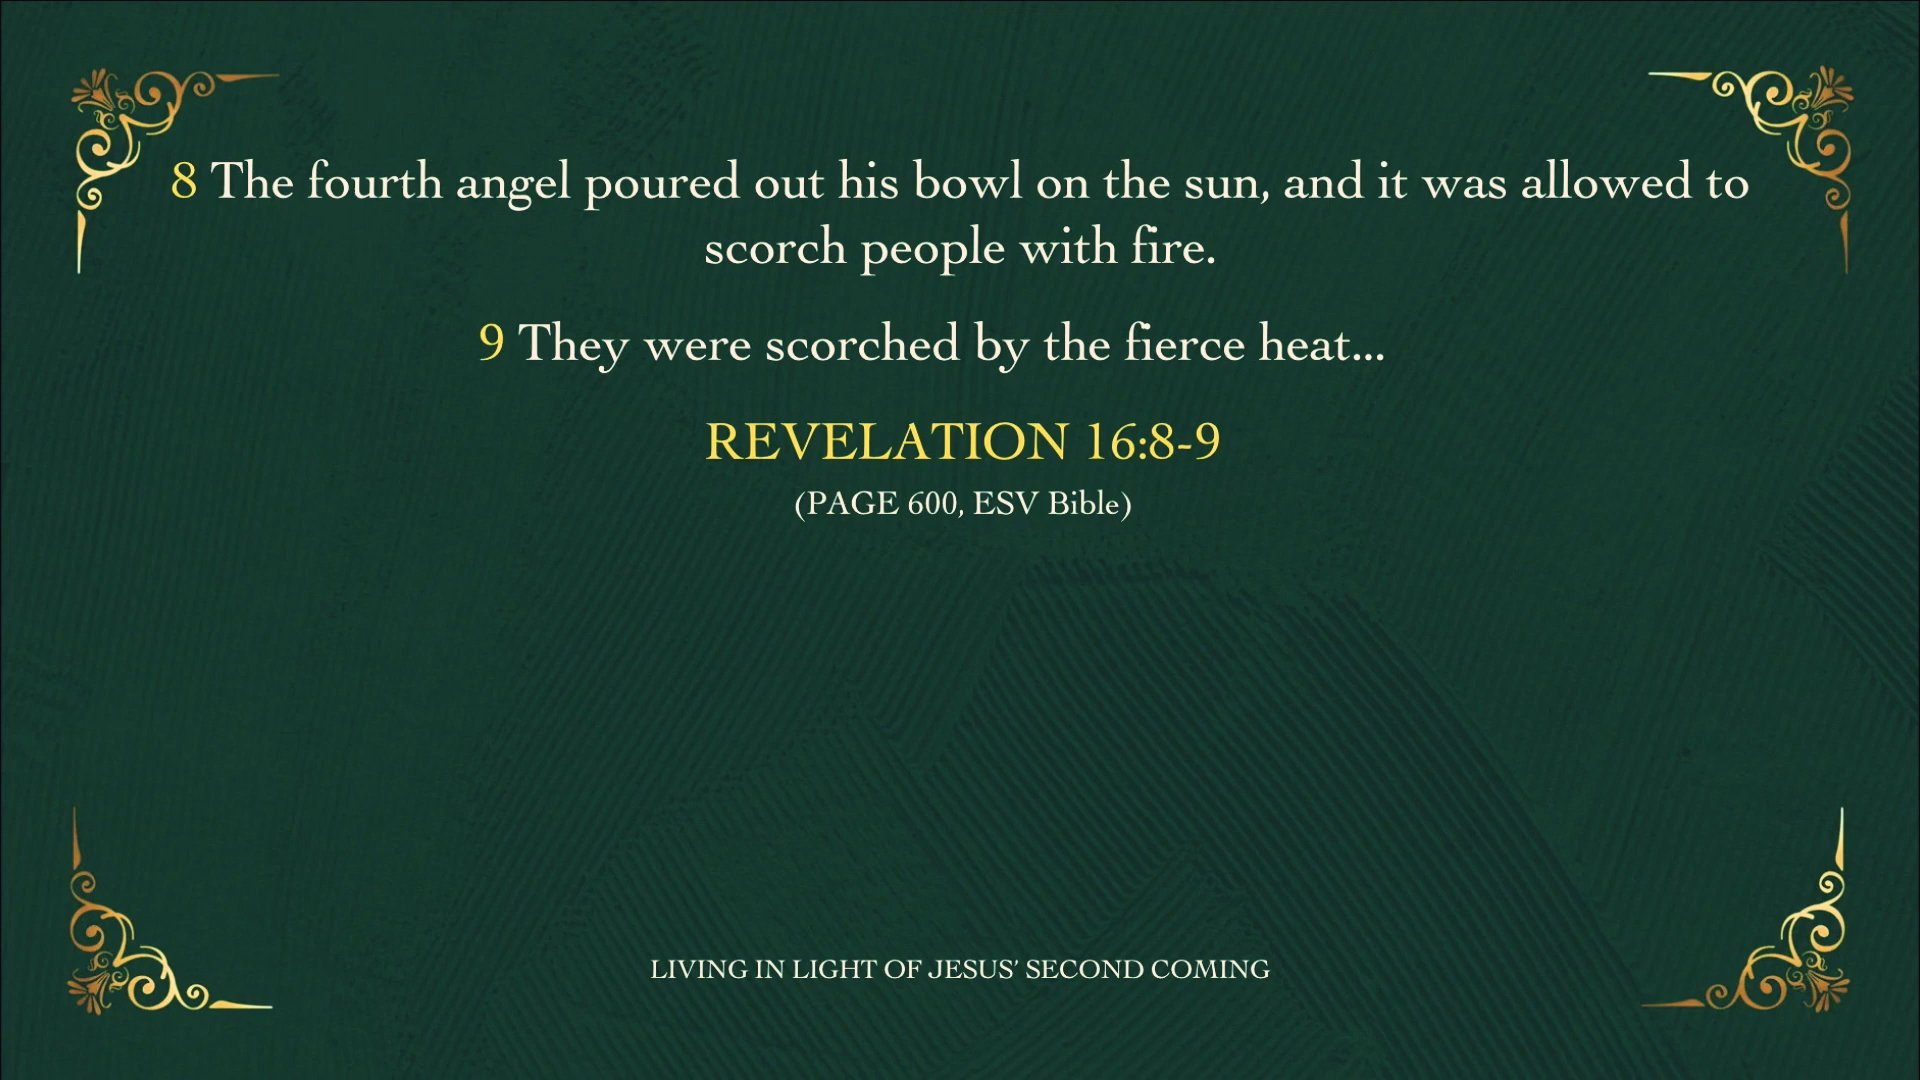 8 The fourth angel poured out his bowl on the sun, and it was allowed to
scorch people with fire.
9 They were scorched by the fierce heat...
REVELATION 16:8-9
(PAGE 600, ESV Bible)
LIVING IN LIGHT OF JESUS’ SECOND COMING